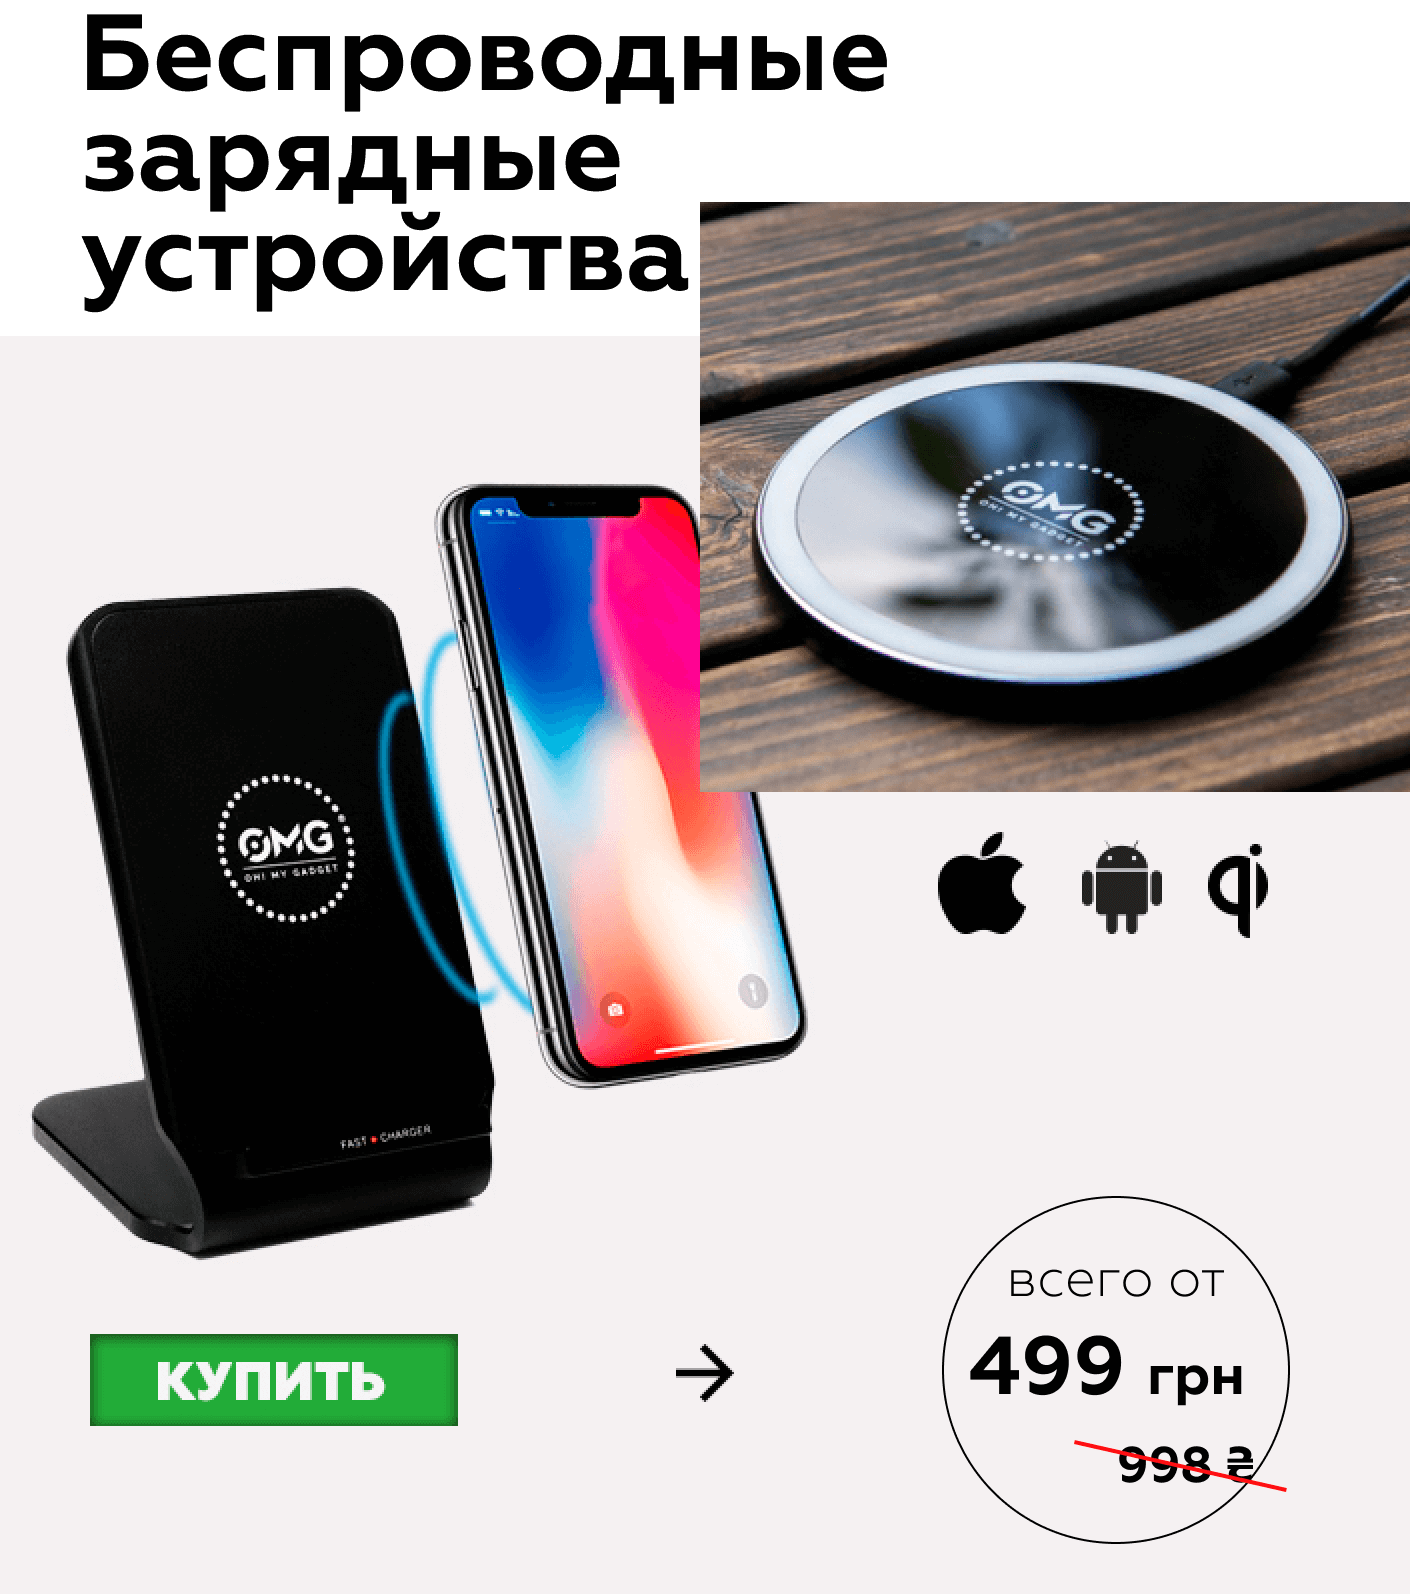 Беспроводные
зарядные
устройства
OMG
OH! MY GADGET
OMG
OH! MY GADGET
FAST CHARGER
всего от
499 грн
998 ₴
КУПИТЬ